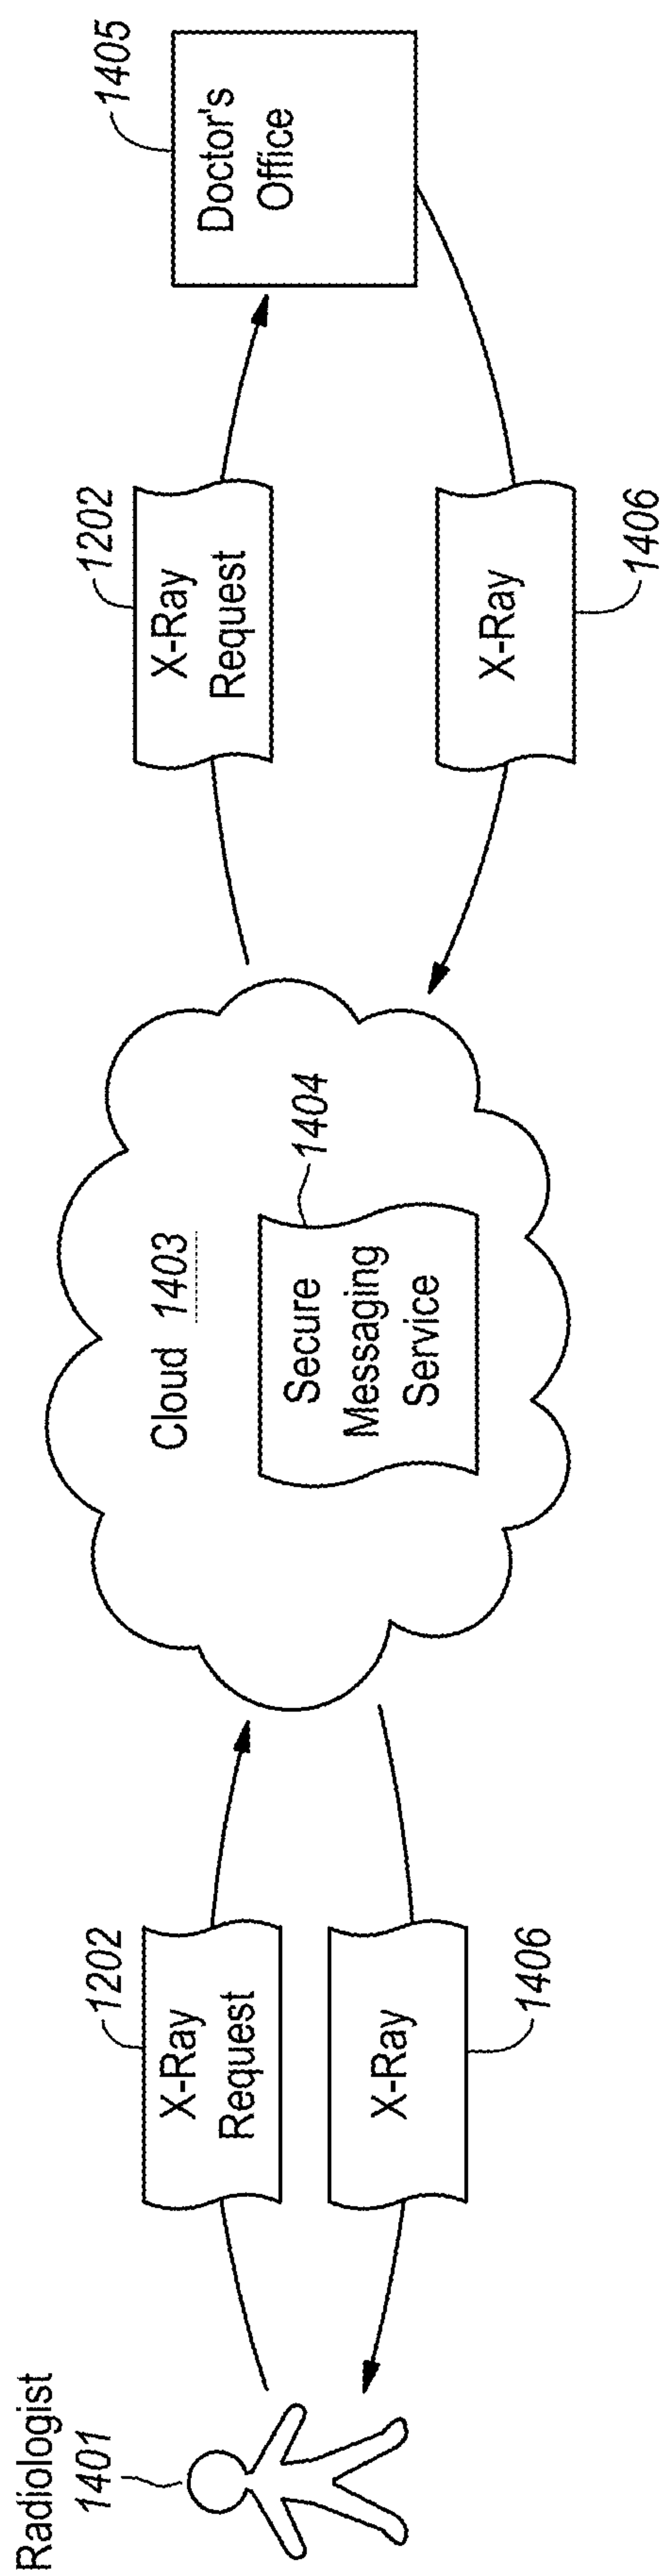 Radiologist
1401
1202
X-Ray
Request
X-Ray
1406
Cloud 1403
1404
Secure
Messaging
Service
1202
X-Ray
Request
X-Ray
1406
1405
Doctor's
Office